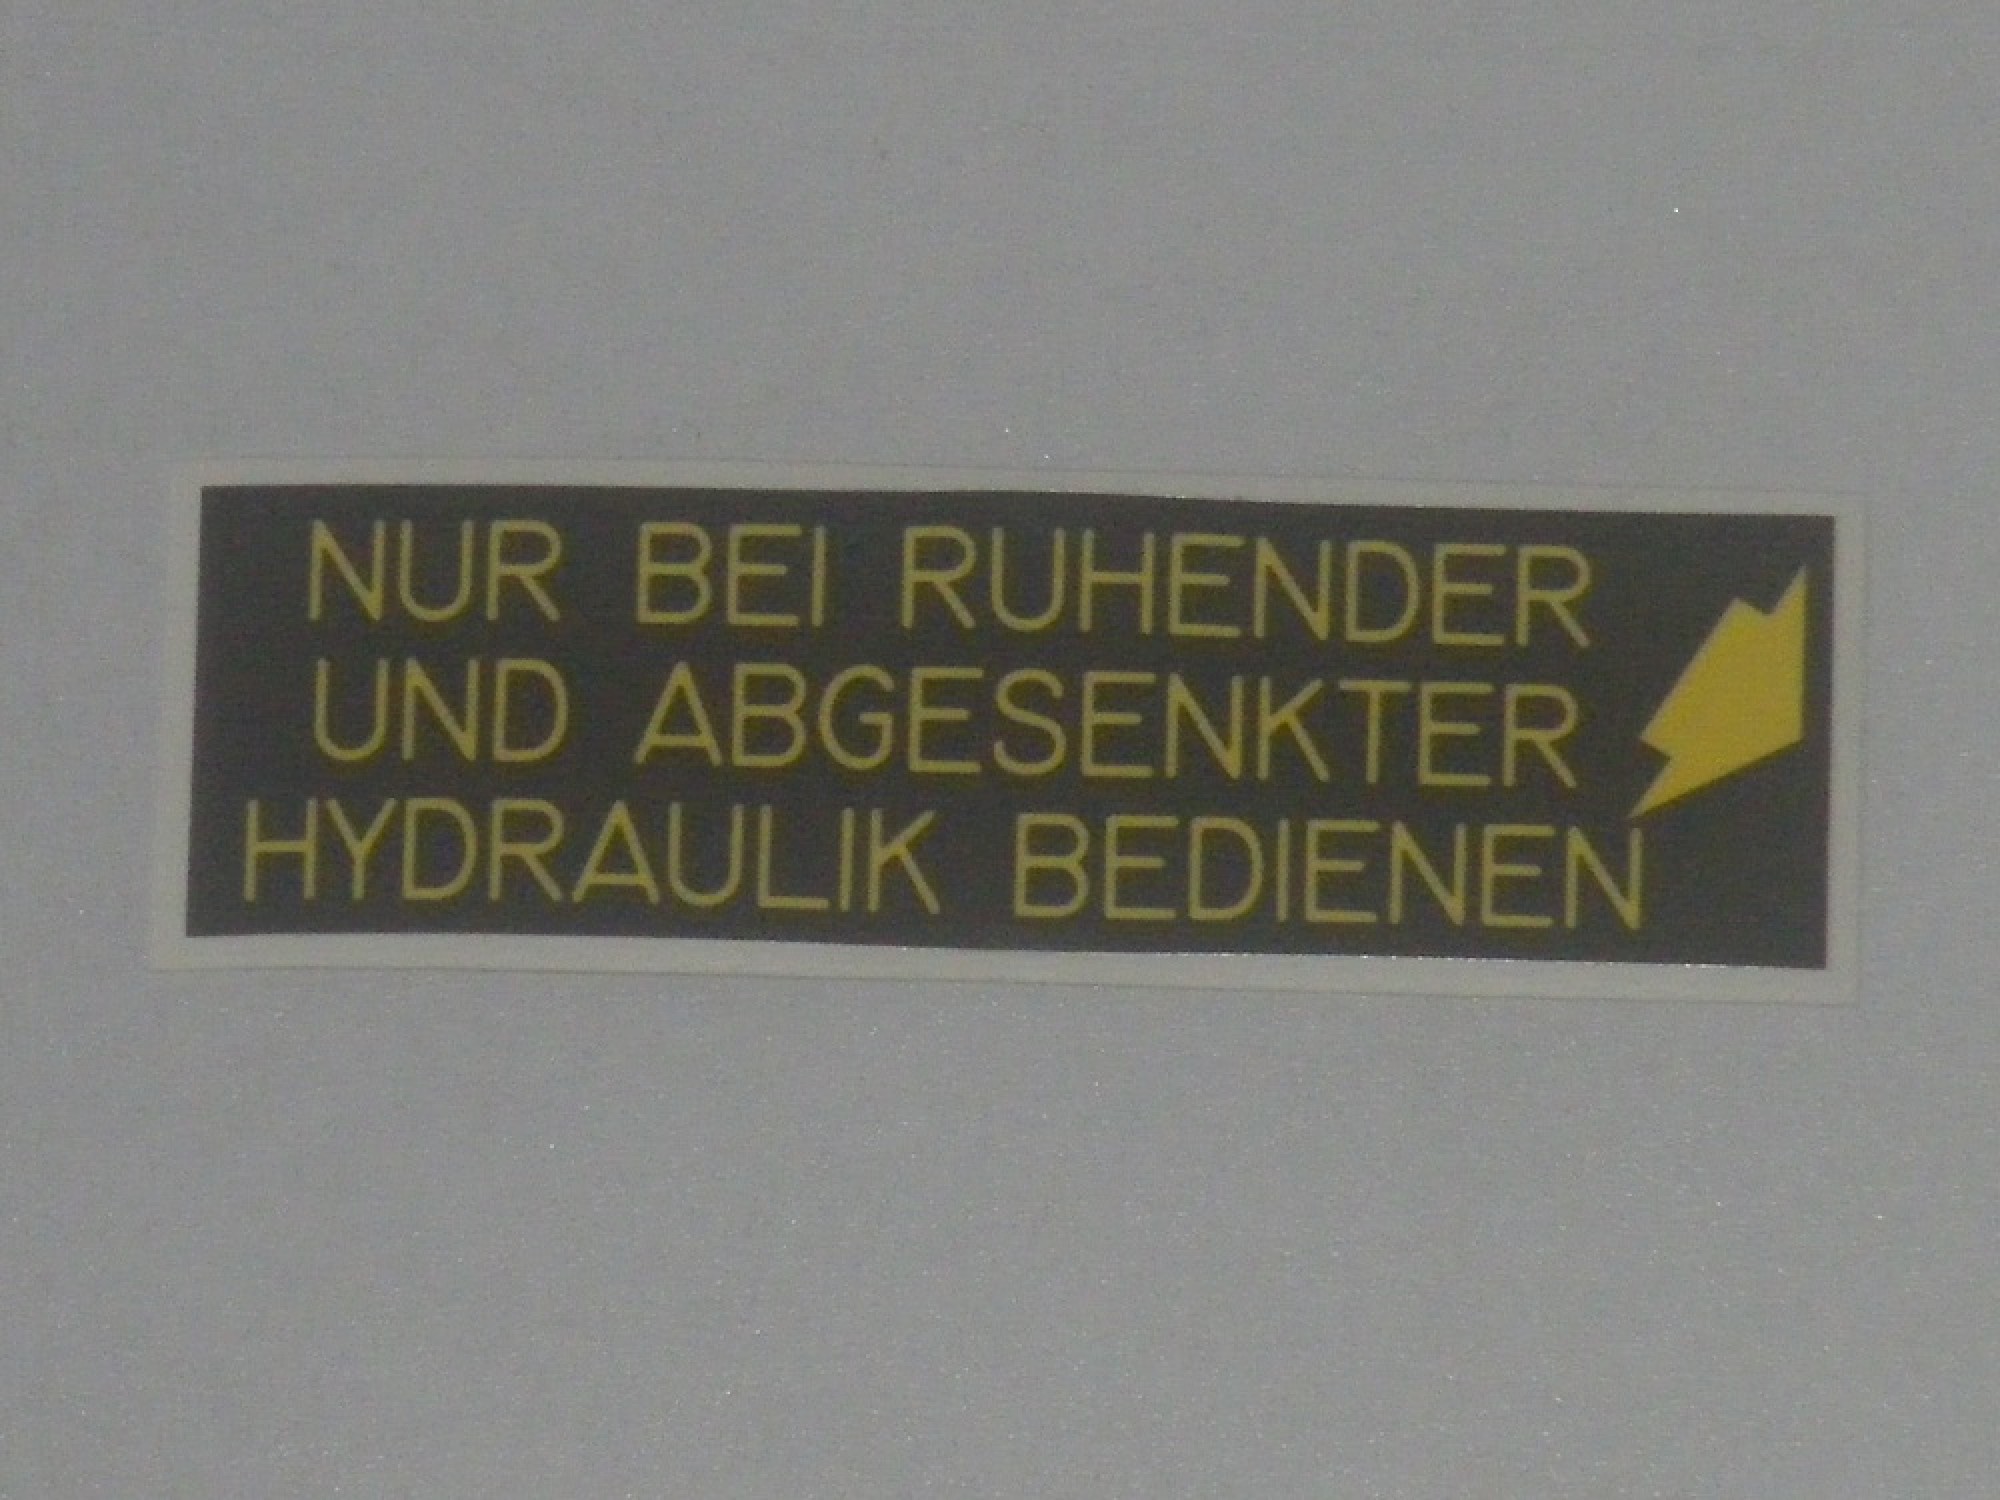 NUR BEI RUHENDER
UND ABGESENKTER
HYDRAULIK BEDIENEN